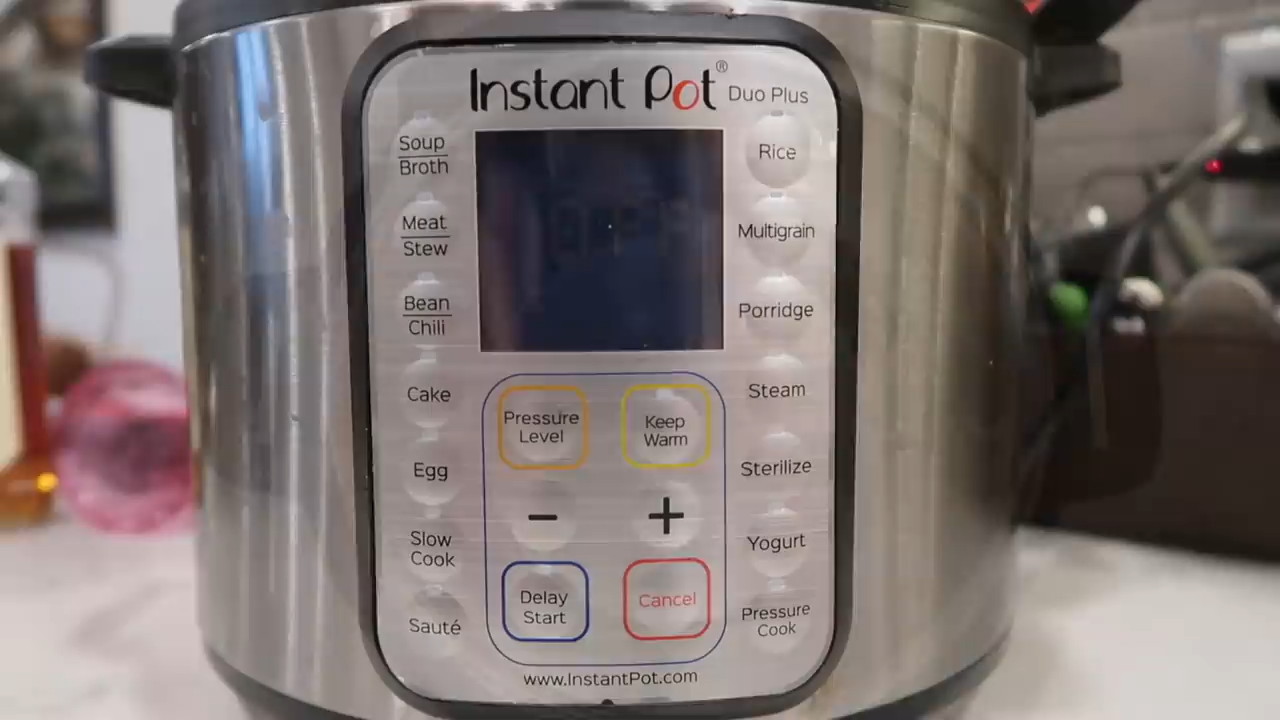 Instant Pot® Duo Plus
Soup
Broth
Meat
Stew
Bean
Chili
Cake
Egg
Slow
Cook
Sauté
Pressure
Level
Keep
Warm
−
+
Delay
Start
Cancel
Rice
Multigrain
Porridge
Steam
Sterilize
Yogurt
Pressure
Cook
www.InstantPot.com